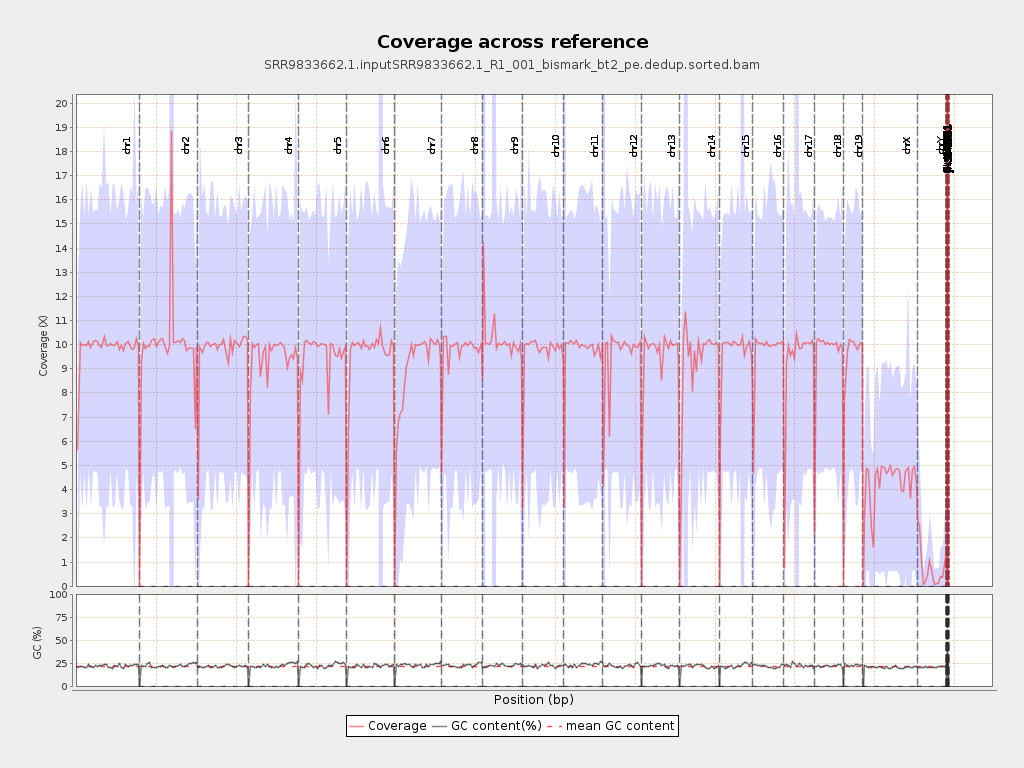 Coverage across reference
SRR9833662.1.inputSRR9833662.1_R1_001_bismark_bt2_pe.dedup.sorted.bam
Coverage (X)
20
19
18
17
16
15
14
13
12
11
10
9
8
7
6
5
4
3
2
1
0
chr1
chr2
chr3
chr4
chr5
chr6
chr7
chr8
chr9
chr10
chr11
chr12
chr13
chr14
chr15
chr16
chr17
chr18
chr19
chrX
GC (%)
100
75
50
25
0
Position (bp)
Coverage GC content(%) mean GC content